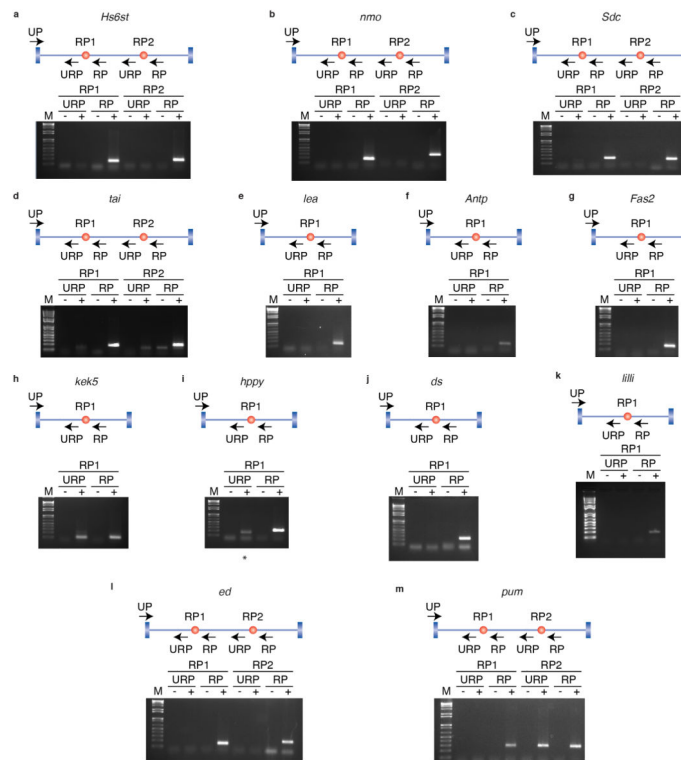 a Hs6st b nmo c Sdc
UP UP UP
RP1 RP2 RP1 RP2 RP1 RP2
URP RP URP RP URP RP URP RP URP RP URP RP
RP1 RP2 RP1 RP2 RP1 RP2
URP RP URP RP URP RP URP RP URP RP URP RP
M - + - + - + - + M - + - + - + - + M - + - + - + - +
d tai e lea f Antp g Fas2
UP UP UP UP
RP1 RP2 RP1 RP1 RP1
URP RP URP RP URP RP URP RP URP RP
RP1 RP2 RP1 RP1 RP1
URP RP URP RP URP RP URP RP URP RP
M - + - + - + - + M - + - + M - + - + M - + - +
h kek5 i hppy j ds k lilli
UP UP UP UP
RP1 RP1 RP1 RP1
URP RP URP RP URP RP URP RP
RP1 RP1 RP1 RP1
URP RP URP RP URP RP URP RP
M - + - + M - + - + M - + - + M - + - +
*
l ed m pum
UP UP
RP1 RP2 RP1 RP2
URP RP URP RP URP RP URP RP
RP1 RP2 RP1 RP2
URP RP URP RP URP RP URP RP
M - + - + - + - + M - + - + - + - +